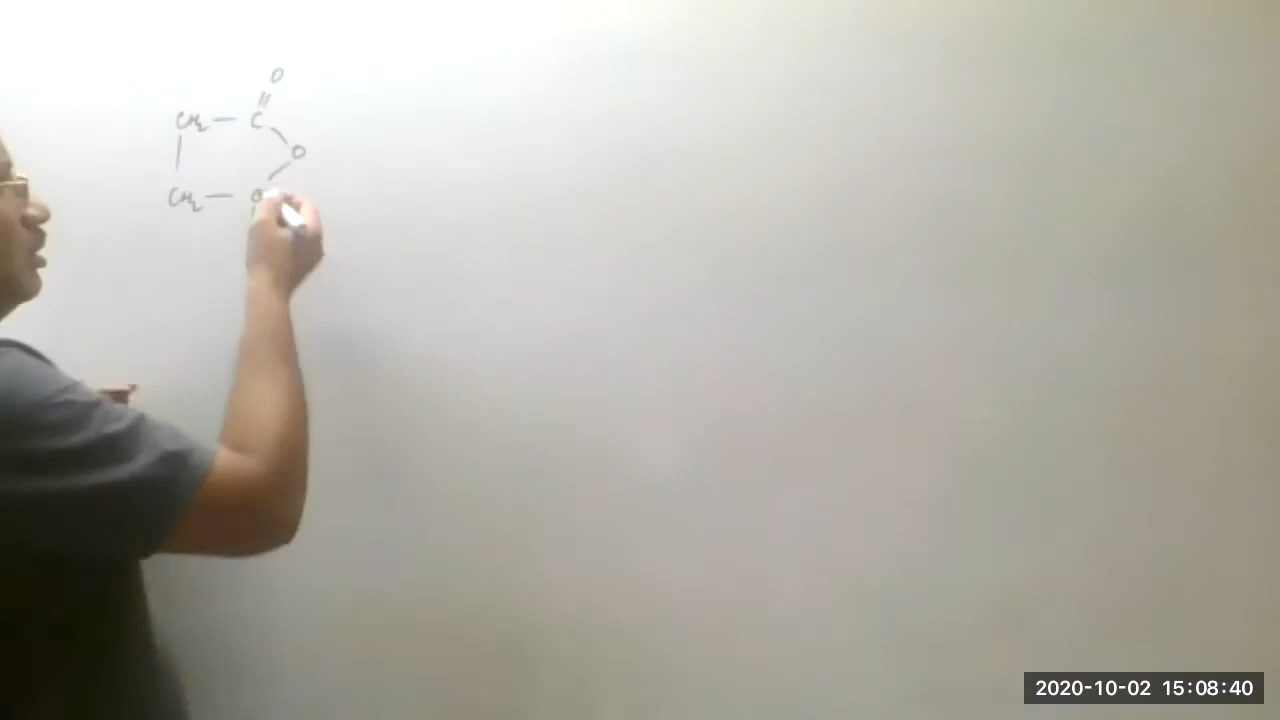 O
||
CH₂ — C
O
CH₂ — C
2020-10-02 15:08:40